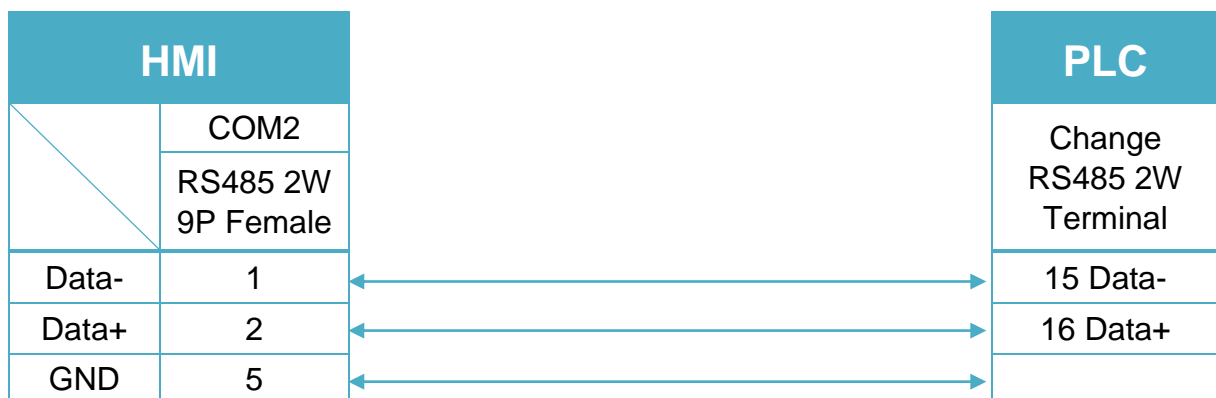 HMI
PLC
COM2
RS485 2W
9P Female
Change
RS485 2W
Terminal
Data- 1 15 Data-
Data+ 2 16 Data+
GND 5